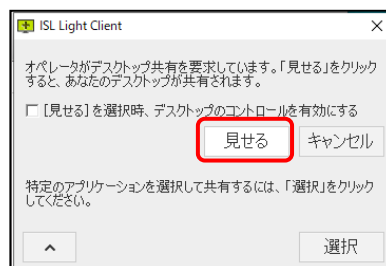 ISL Light Client
オペレータがデスクトップ共有を要求しています。「見せる」をクリック
すると、あなたのデスクトップが共有されます。
[見せる]を選択時、デスクトップのコントロールを有効にする
見せる キャンセル
特定のアプリケーションを選択して共有するには、「選択」をクリック
してください。
選択